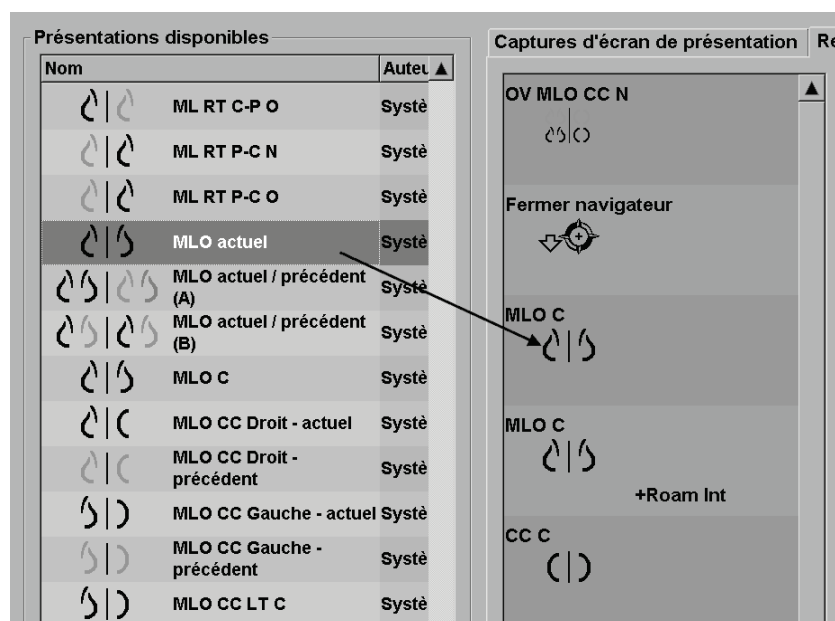 Présentations disponibles
Nom
Auteu
ML RT C-P O
Systè
ML RT P-C N
Systè
ML RT P-C O
Systè
MLO actuel
Systè
MLO actuel / précédent
(A)
Systè
MLO actuel / précédent
(B)
Systè
MLO C
Systè
MLO CC Droit - actuel
Systè
MLO CC Droit -
précédent
Systè
MLO CC Gauche - actuel
Systè
MLO CC Gauche -
précédent
Systè
MLO CC LT C
Systè
Captures d'écran de présentation
Re
OV MLO CC N
Fermer navigateur
MLO C
MLO C
+Roam Int
CC C